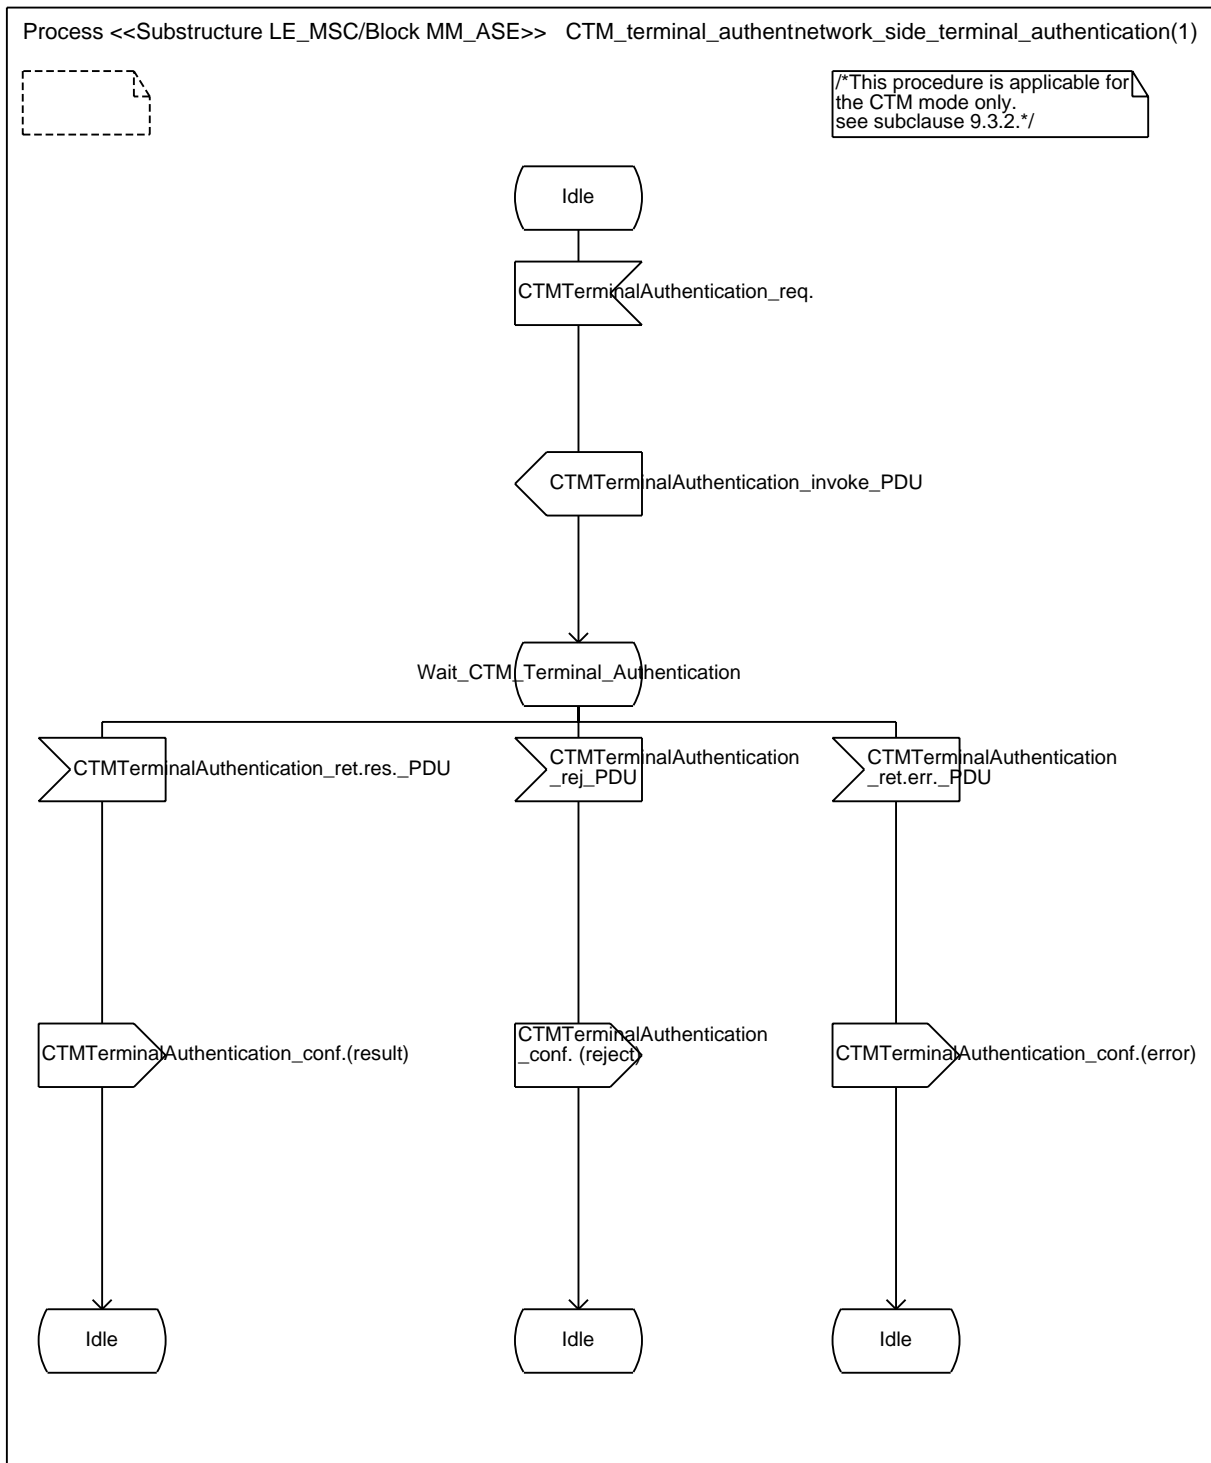 Process <<Substructure LE_MSC/Block MM_ASE>> CTM_terminal_authentnetwork_side_terminal_authentication(1)
/*This procedure is applicable for
the CTM mode only.
see subclause 9.3.2.*/
Idle
CTMTerminalAuthentication_req.
CTMTerminalAuthentication_invoke_PDU
Wait_CTM_Terminal_Authentication
CTMTerminalAuthentication_ret.res._PDU
CTMTerminalAuthentication
_rej_PDU
CTMTerminalAuthentication
_ret.err._PDU
CTMTerminalAuthentication_conf.(result)
CTMTerminalAuthentication
_conf. (reject)
CTMTerminalAuthentication_conf.(error)
Idle
Idle
Idle